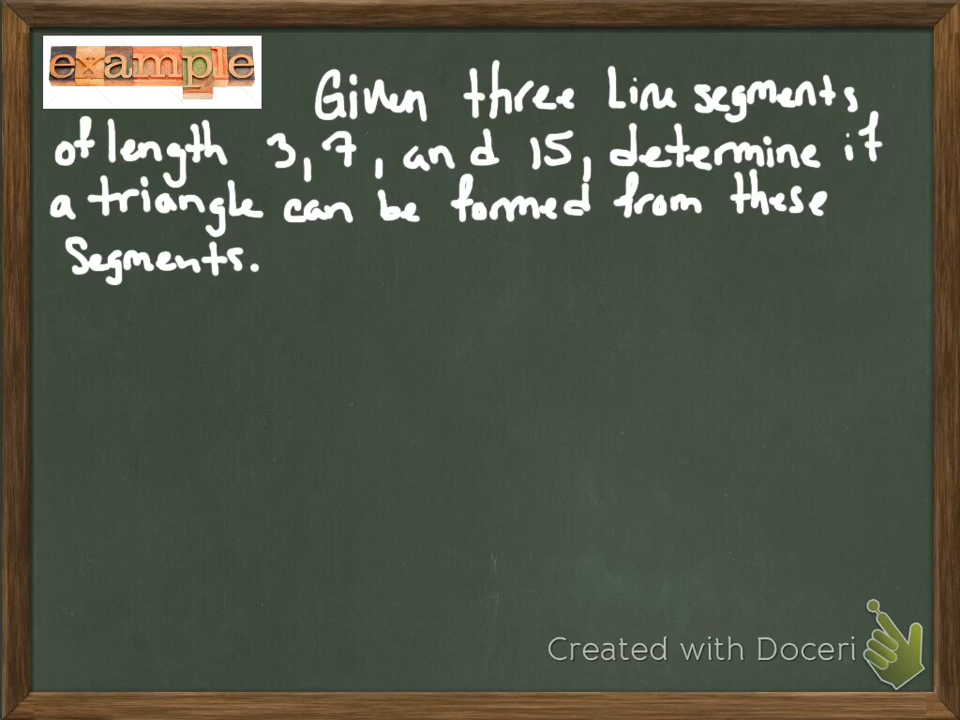 example
Given three Line segments
of length 3, 7, and 15, determine if
a triangle can be formed from these
Segments.
Created with Doceri